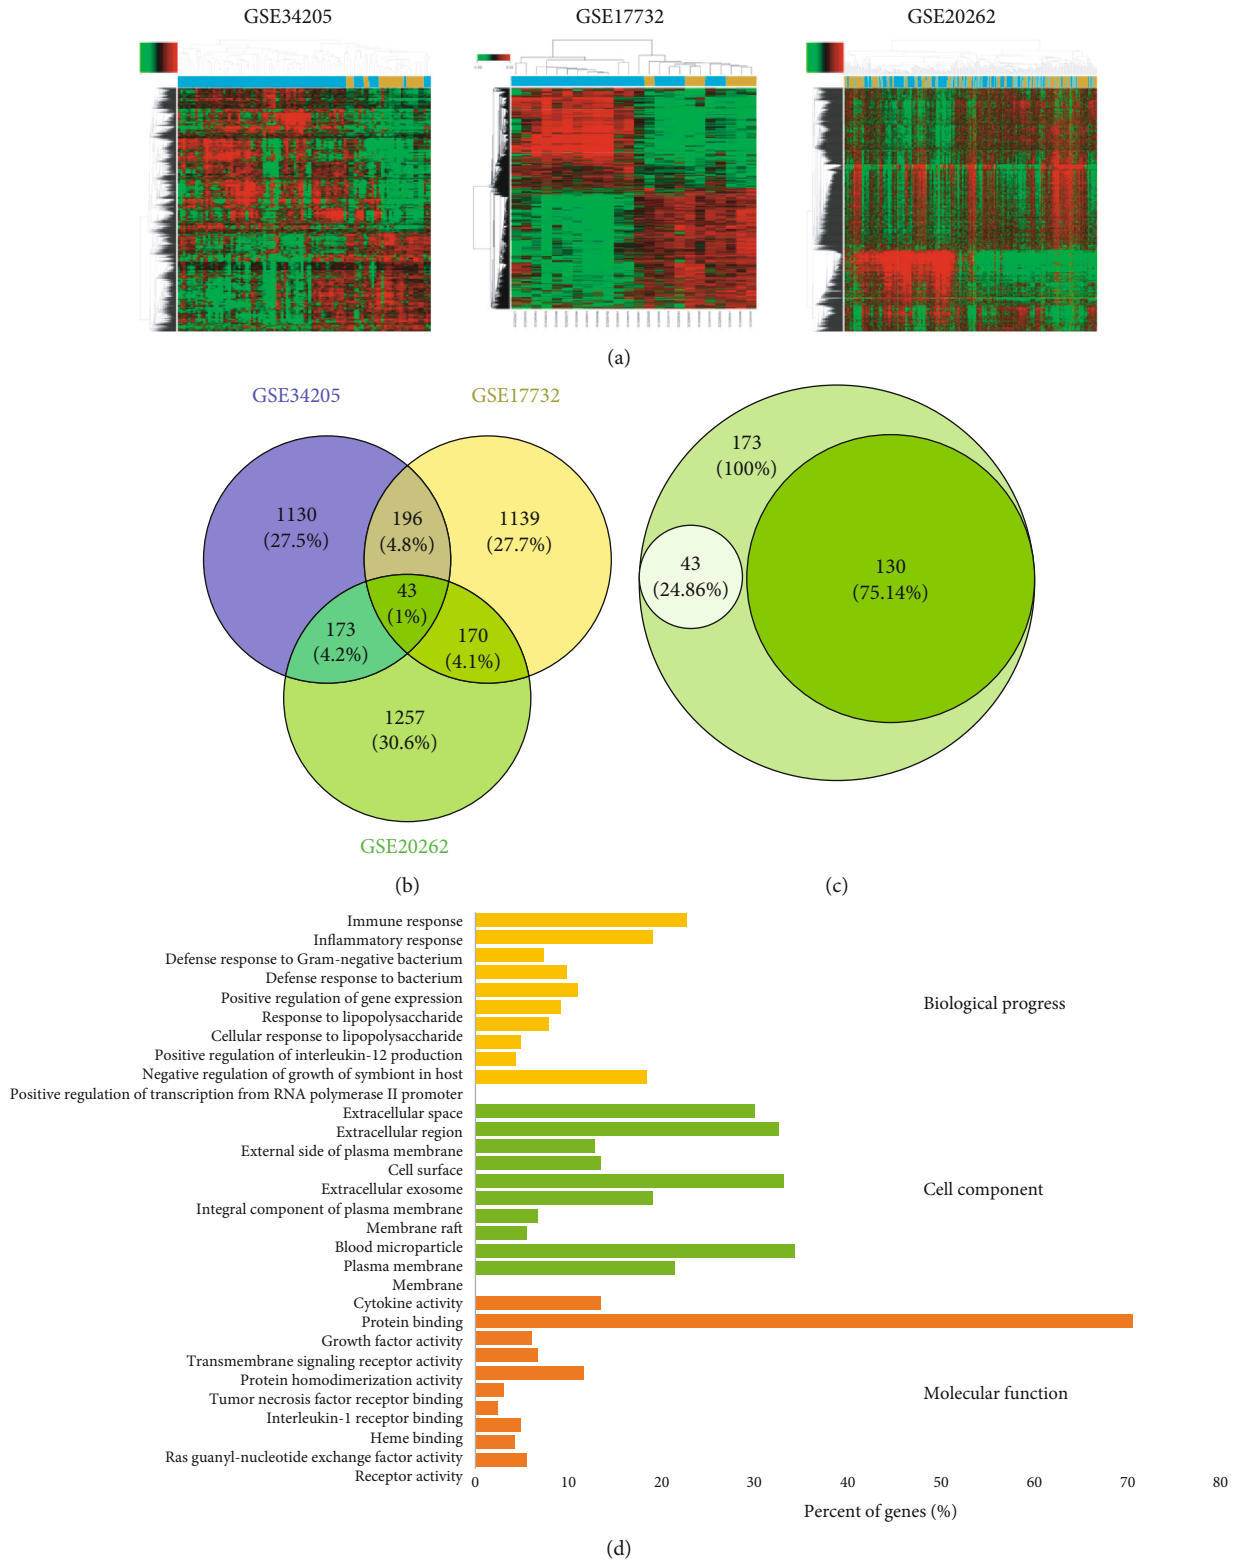 GSE34205
GSE17732
GSE20262
(a)
GSE34205
GSE17732
1130
(27.5%)
196
(4.8%)
1139
(27.7%)
43
(1%)
173
(4.2%)
170
(4.1%)
1257
(30.6%)
GSE20262
(b)
173
(100%)
43
(24.86%)
130
(75.14%)
(c)
Immune response
Inflammatory response
Defense response to Gram-negative bacterium
Defense response to bacterium
Positive regulation of gene expression
Response to lipopolysaccharide
Cellular response to lipopolysaccharide
Positive regulation of interleukin-12 production
Negative regulation of growth of symbiont in host
Positive regulation of transcription from RNA polymerase II promoter
Extracellular space
Extracellular region
External side of plasma membrane
Cell surface
Extracellular exosome
Integral component of plasma membrane
Membrane raft
Blood microparticle
Plasma membrane
Membrane
Cytokine activity
Protein binding
Growth factor activity
Transmembrane signaling receptor activity
Protein homodimerization activity
Tumor necrosis factor receptor binding
Interleukin-1 receptor binding
Heme binding
Ras guanyl-nucleotide exchange factor activity
Receptor activity
Biological progress
Cell component
Molecular function
0 10 20 30 40 50 60 70 80
Percent of genes (%)
(d)